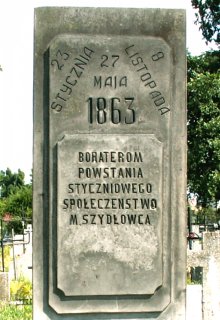 23 STYCZNIA
27 MAJA
8 LISTOPADA
1863
BOHATEROM
POWSTANIA
STYCZNIOWEGO
SPOŁECZEŃSTWO
M.SZYDŁOWCA